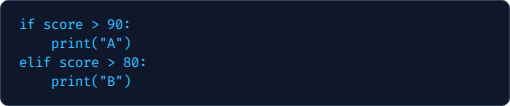 if score > 90:
    print("A")
elif score > 80:
    print("B")